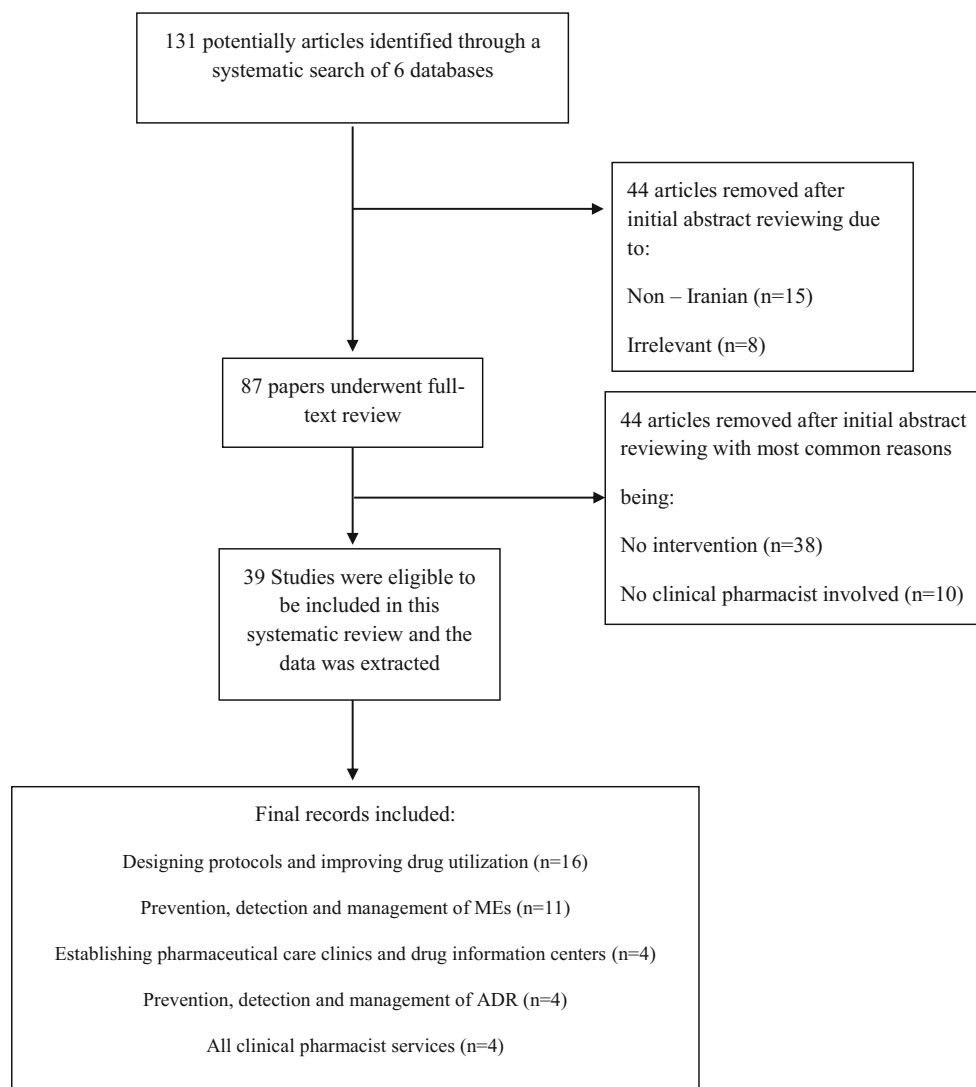 131 potentially articles identified through a
systematic search of 6 databases
44 articles removed after
initial abstract reviewing due
to:
Non – Iranian (n=15)
Irrelevant (n=8)
87 papers underwent full-
text review
44 articles removed after initial abstract
reviewing with most common reasons
being:
No intervention (n=38)
No clinical pharmacist involved (n=10)
39 Studies were eligible to
be included in this
systematic review and the
data was extracted
Final records included:
Designing protocols and improving drug utilization (n=16)
Prevention, detection and management of MEs (n=11)
Establishing pharmaceutical care clinics and drug information centers (n=4)
Prevention, detection and management of ADR (n=4)
All clinical pharmacist services (n=4)